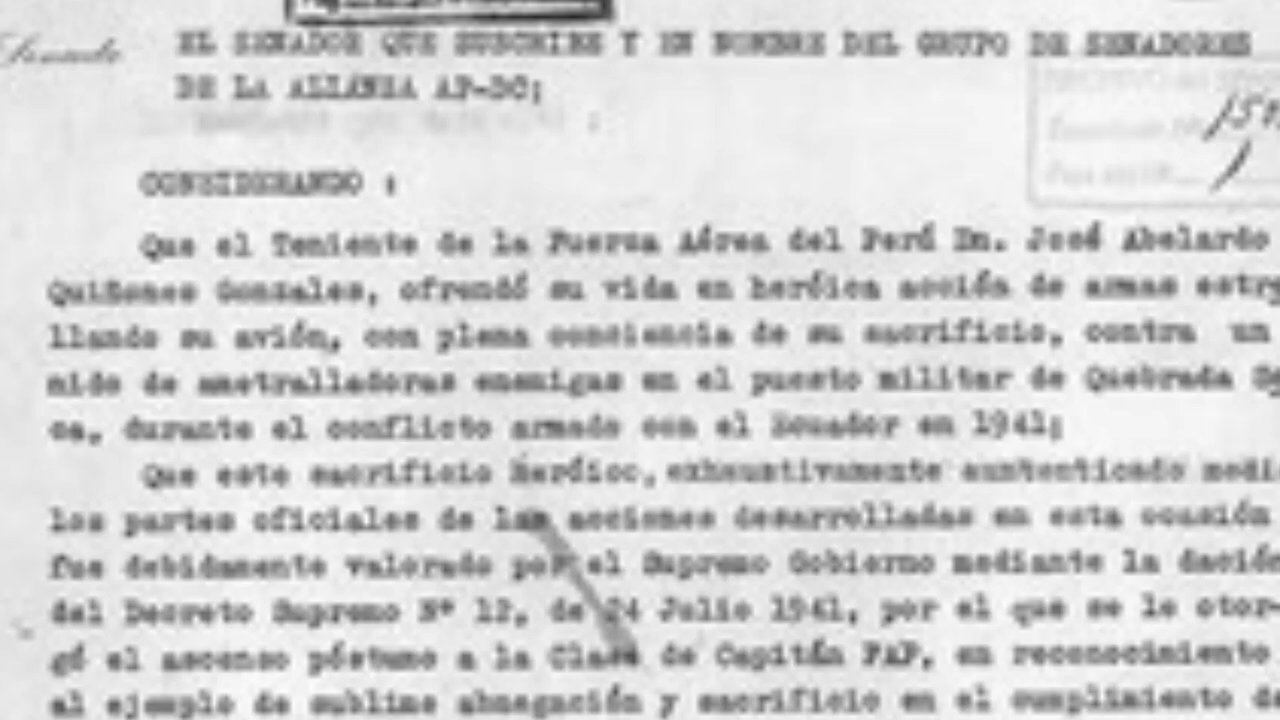 Senado
EL SENADOR QUE SUSCRIBE Y EN NOMBRE DEL GRUPO DE SENADORES
DE LA ALIANZA AP-DC;
CONSIDERANDO :
Que el Teniente de la Fuerza Aérea del Perú Dn. José Abelardo
Quiñones Gonzales, ofrendó su vida en heróica acción de armas estre
llando su avión, con plena conciencia de su sacrificio, contra un
nido de ametralladoras enemigas en el puesto militar de Quebrada Se
ca, durante el conflicto armado con el Ecuador en 1941;
Que este sacrificio Herdioc, exhaustivamente auntenticado media
los partes oficiales de las acciones desarrolladas en esta ocasión
fue debidamente valorado por el Supremo Gobierno mediante la dación
del Decreto Supremo Nº 12, de 24 Julio 1941, por el que se le otor-
gó el ascenso póstumo a la Clase de Capitán FAP, en reconocimiento
al ejemplo de sublime abnegación y sacrificio en el cumplimiento de